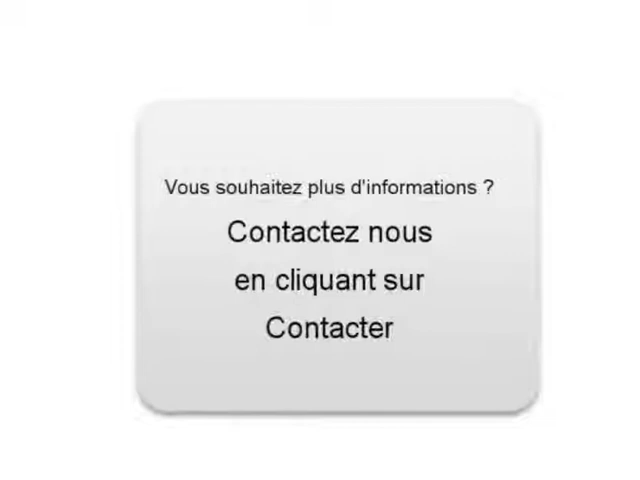 Vous souhaitez plus d'informations ?
Contactez nous
en cliquant sur
Contacter